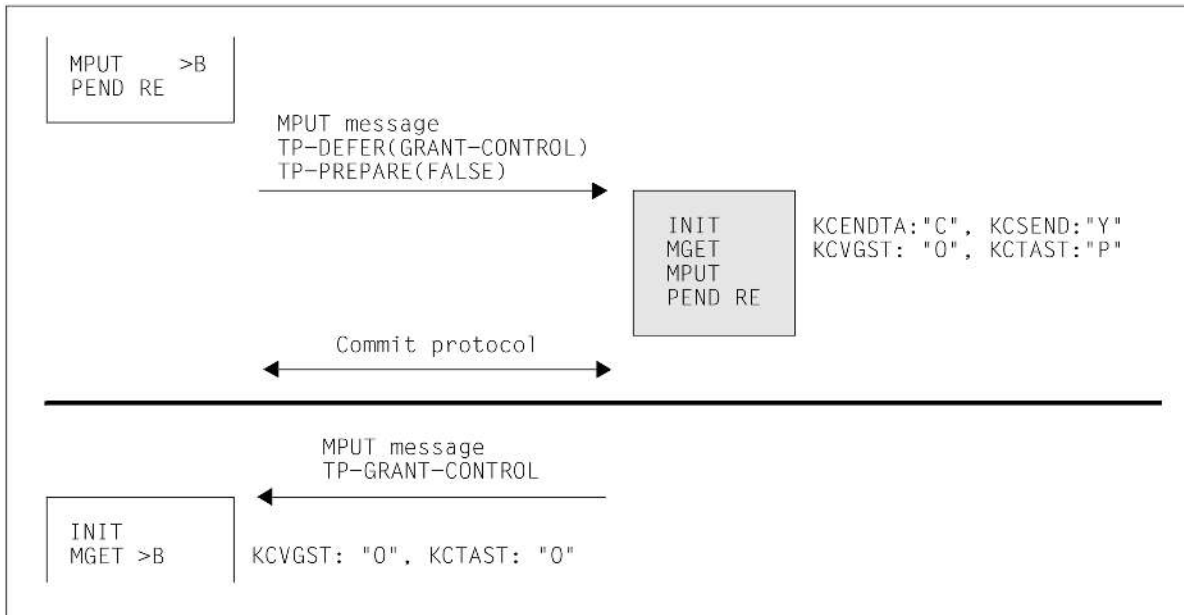 MPUT >B
PEND RE
MPUT message
TP-DEFER(GRANT-CONTROL)
TP-PREPARE(FALSE)
INIT KCENDTA:"C", KCSEND:"Y"
MGET KCVGST: "O", KCTAST:"P"
MPUT
PEND RE
Commit protocol
MPUT message
TP-GRANT-CONTROL
INIT
MGET >B KCVGST: "O", KCTAST: "O"